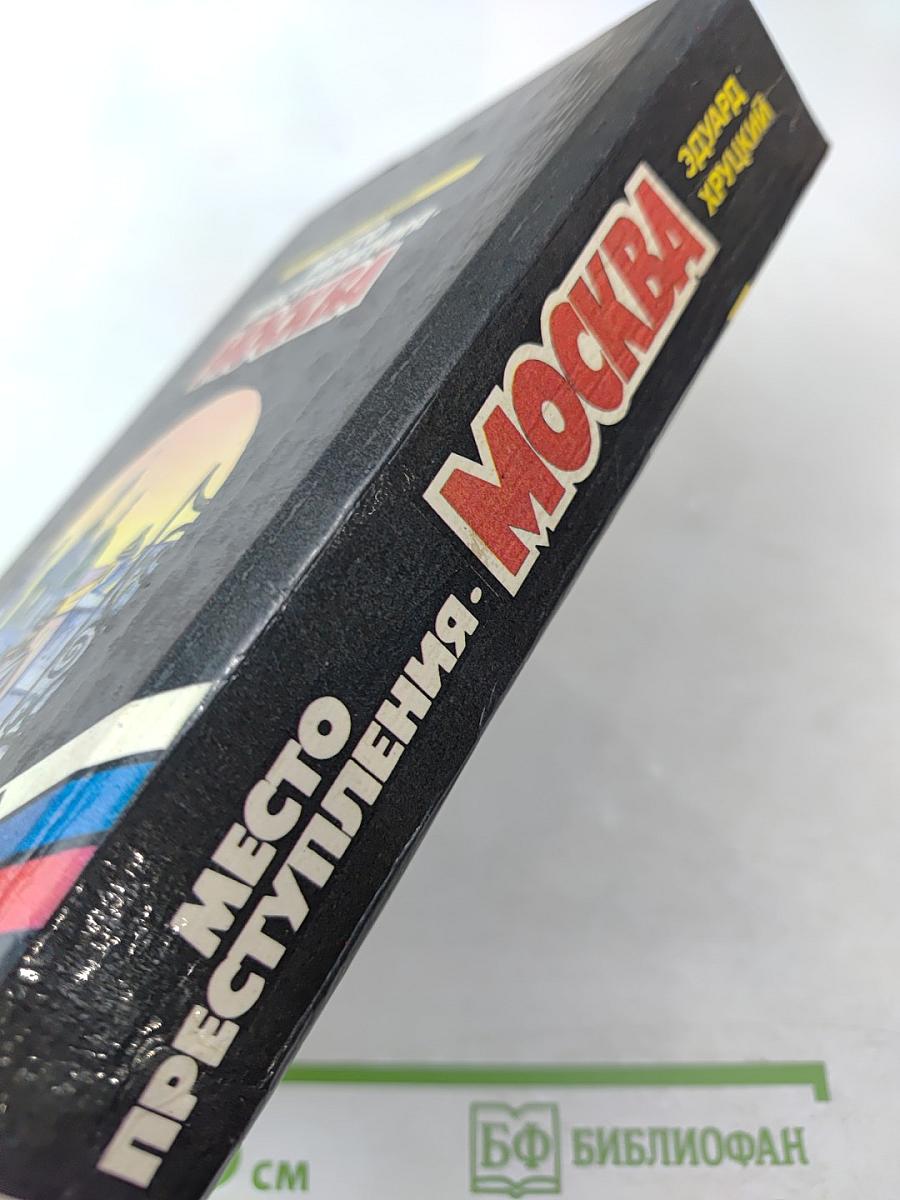 ЭДУАРД
ХРУЦКИЙ
МОСКВА
МЕСТО
ПРЕСТУПЛЕНИЯ·
см
БФ БИБЛИОФАН